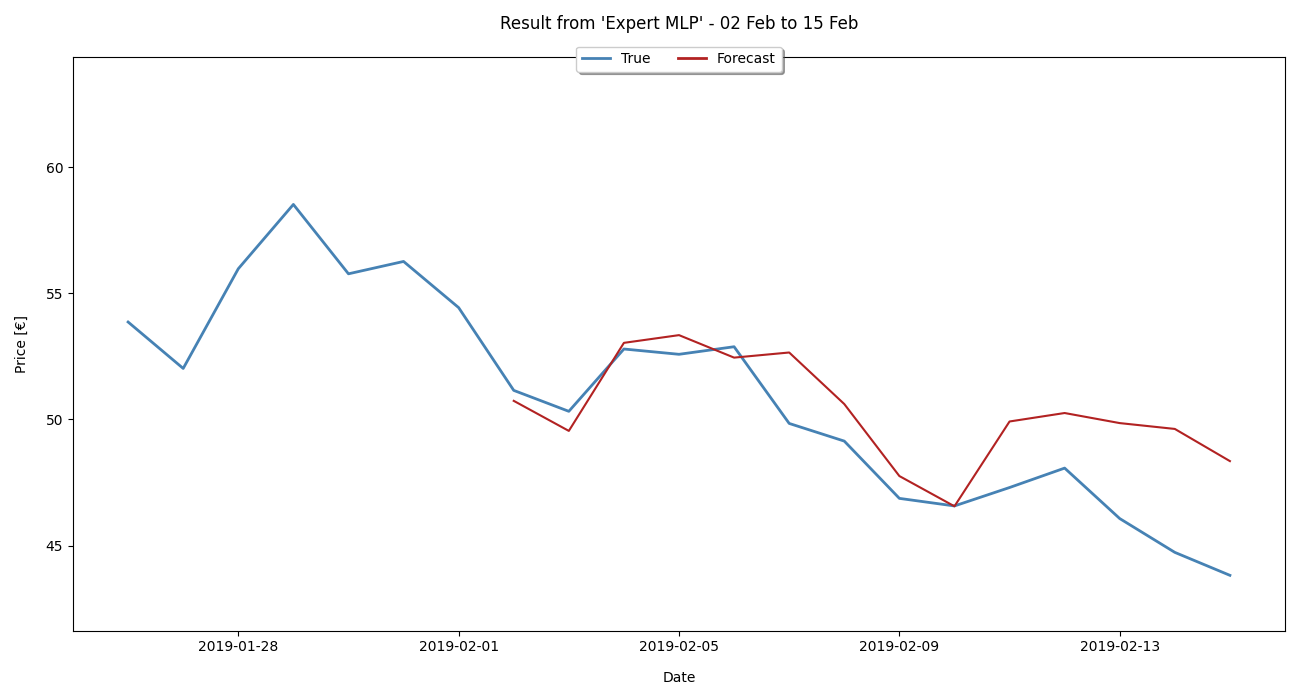 Result from 'Expert MLP' - 02 Feb to 15 Feb
True Forecast
60
55
50
45
Price [€]
2019-01-28 2019-02-01 2019-02-05 2019-02-09 2019-02-13
Date